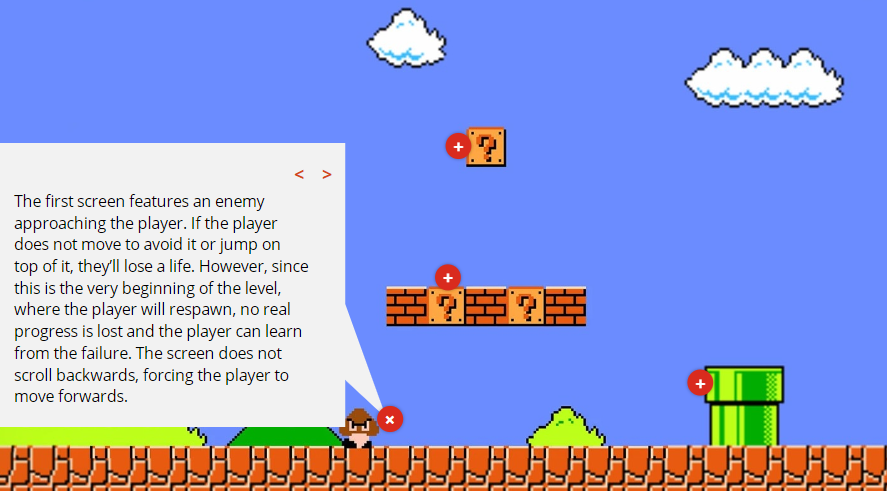 ?
< >
The first screen features an enemy
approaching the player. If the player
does not move to avoid it or jump on
top of it, they’ll lose a life. However, since
this is the very beginning of the level,
where the player will respawn, no real
progress is lost and the player can learn
from the failure. The screen does not
scroll backwards, forcing the player to
move forwards.
? ?